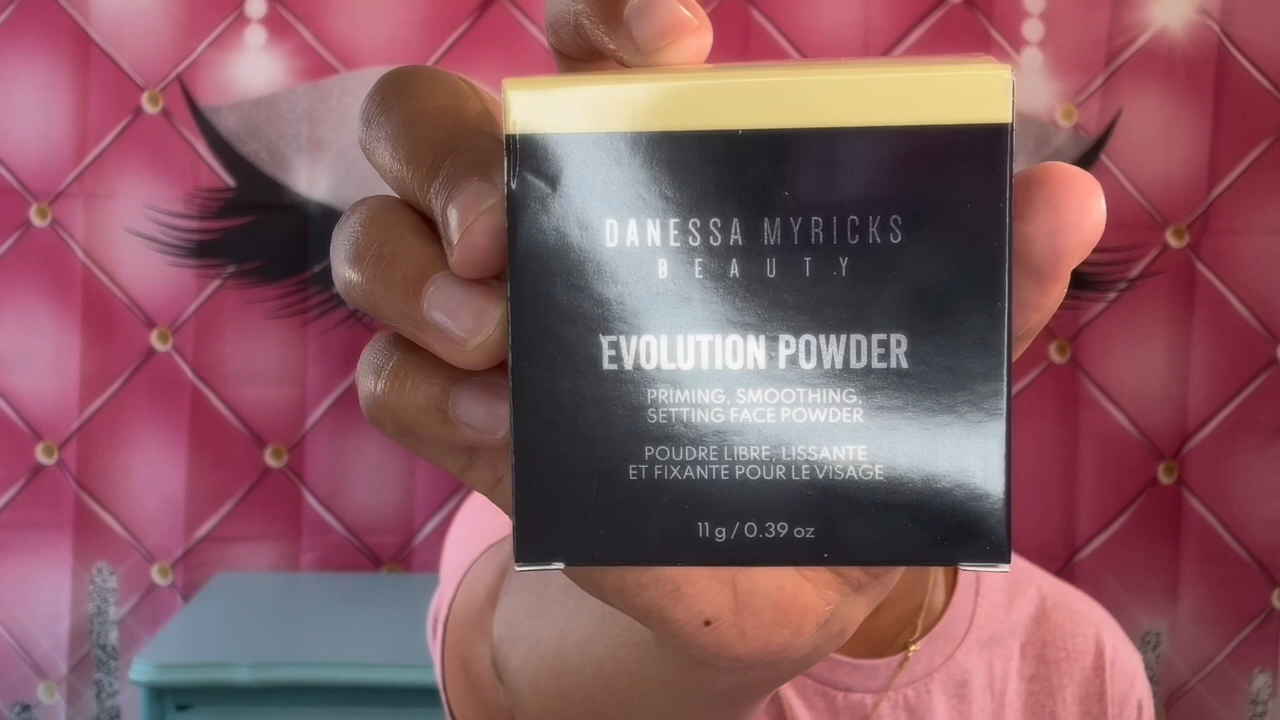 DANESSA MYRICKS
BEAUTY
EVOLUTION POWDER
PRIMING, SMOOTHING,
SETTING FACE POWDER
POUDRE LIBRE, LISSANTE
ET FIXANTE POUR LE VISAGE
11 g / 0.39 oz